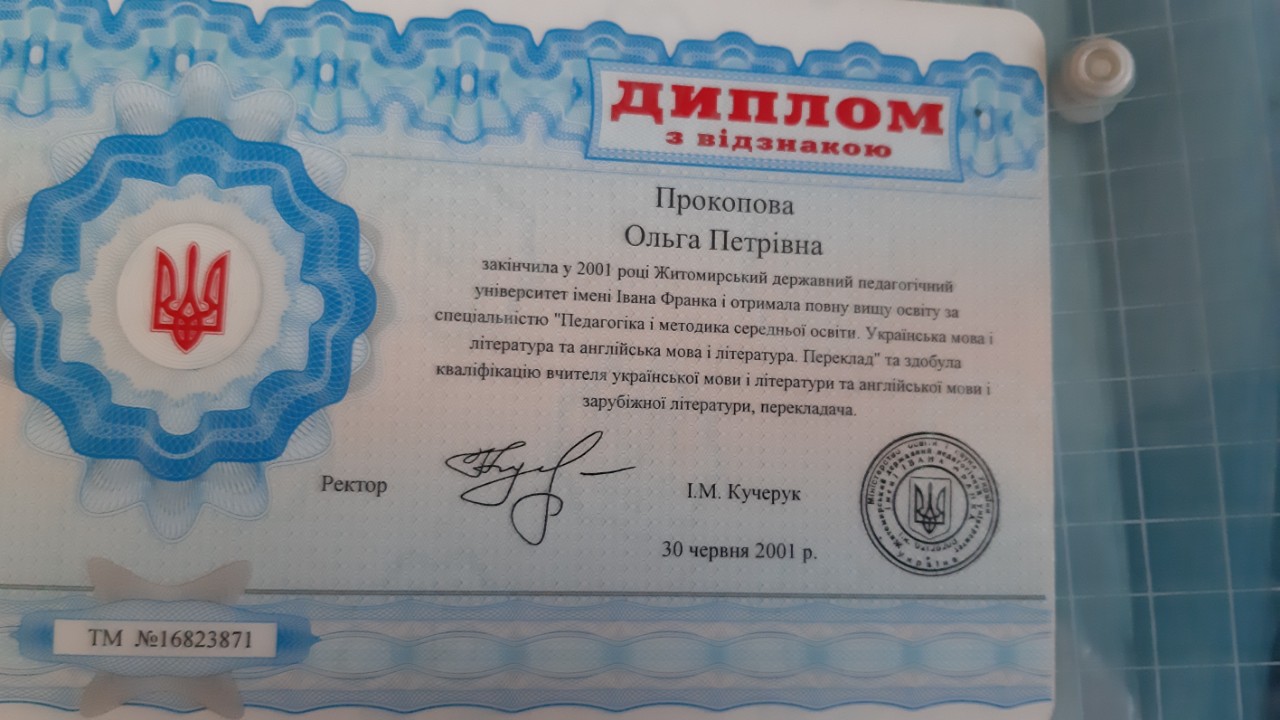 ДИПЛОМ
з відзнакою
Прокопова
Ольга Петрівна
закінчила у 2001 році Житомирський державний педагогічний
університет імені Івана Франка і отримала повну вищу освіту за
спеціальністю "Педагогіка і методика середньої освіти. Українська мова і
література та англійська мова і література. Переклад" та здобула
кваліфікацію вчителя української мови і літератури та англійської мови і
зарубіжної літератури, перекладача.
Ректор
І.М. Кучерук
30 червня 2001 р.
ТМ №16823871